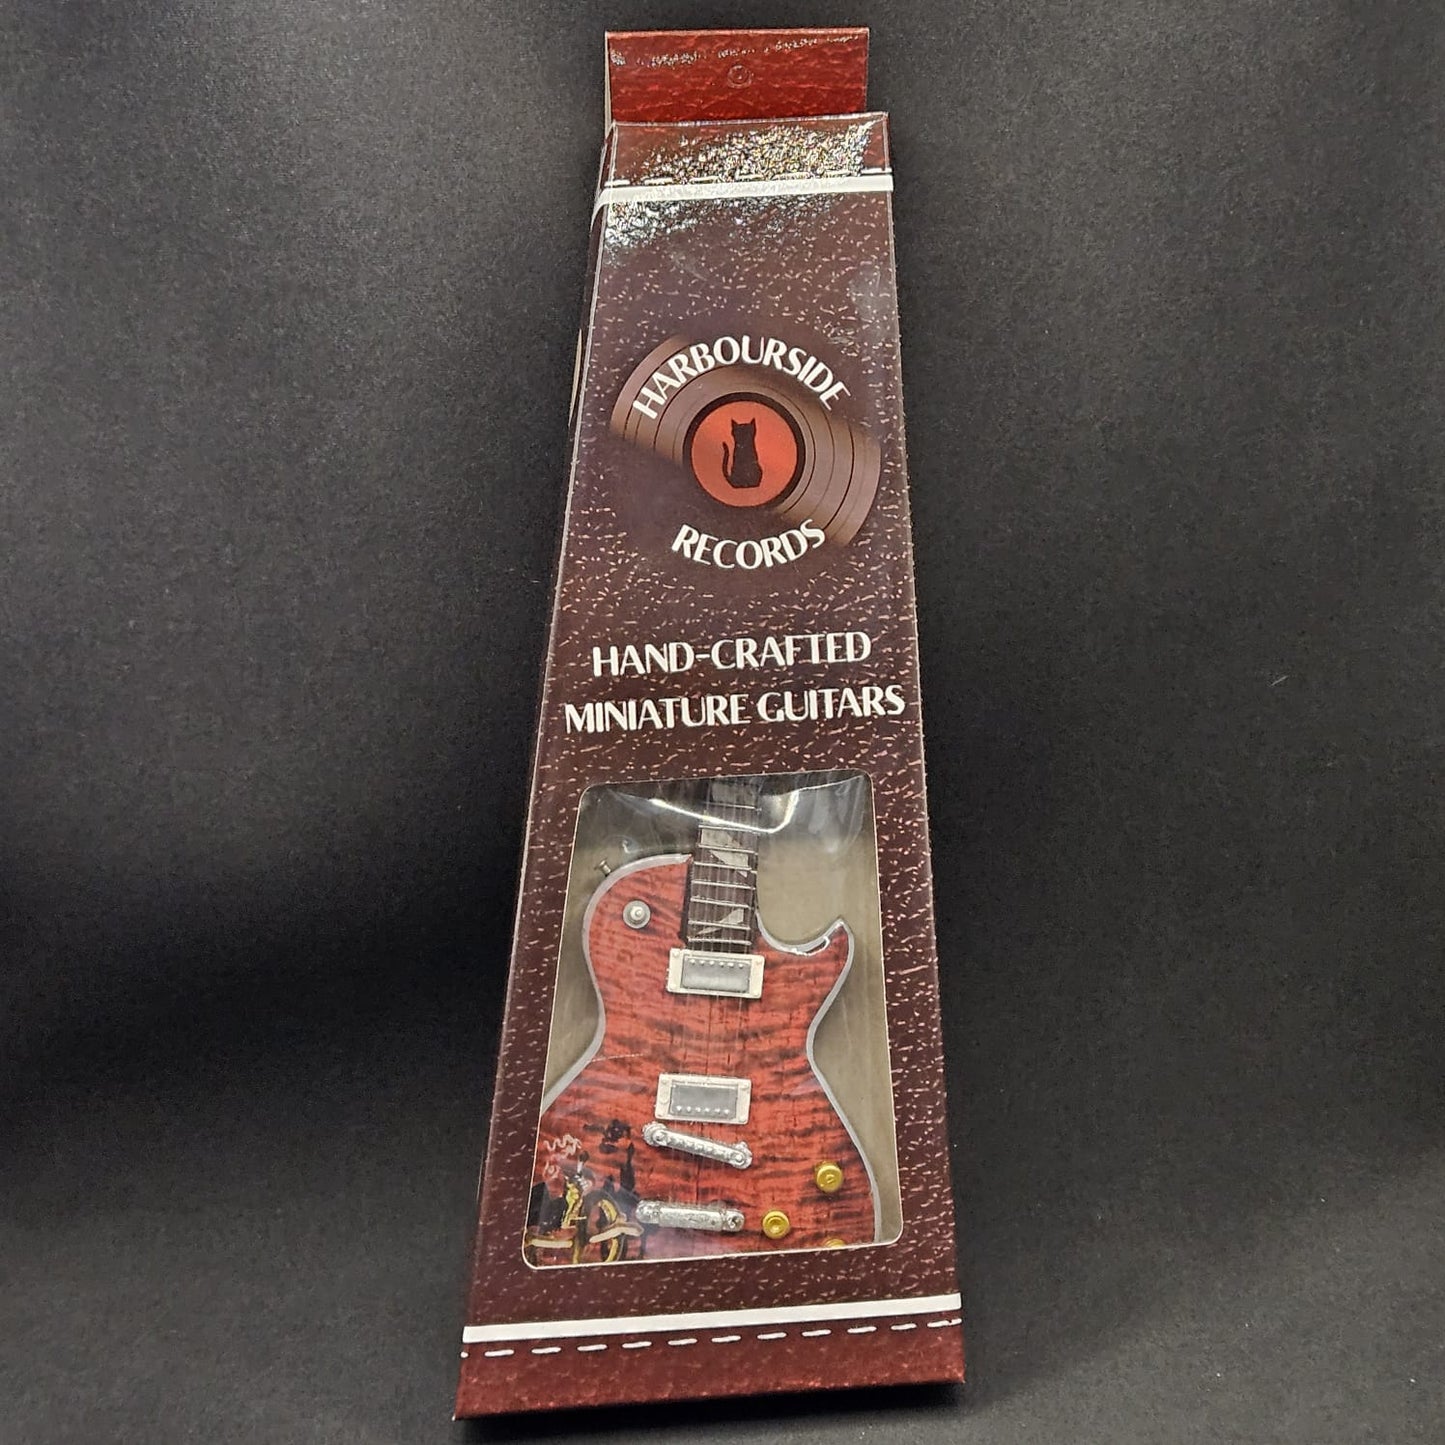 HARBOURSIDE
RECORDS
HAND-CRAFTED
MINIATURE GUITARS